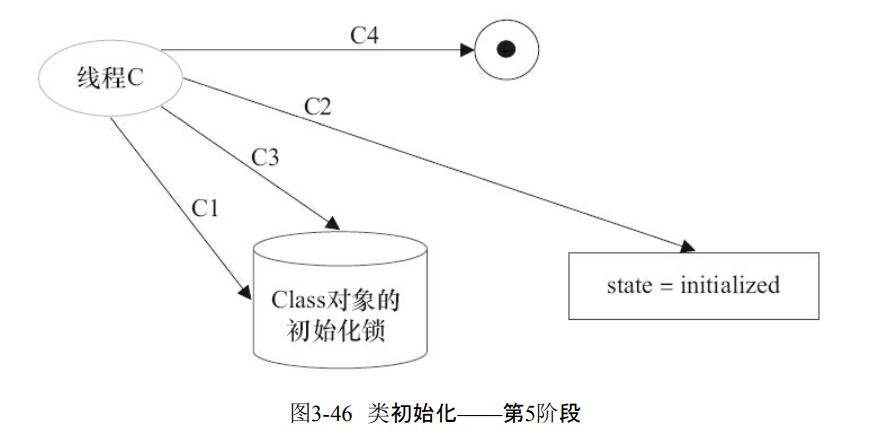 C4
线程C
C2
C3
C1
Class对象的
初始化锁
state = initialized
图3-46 类初始化——第5阶段